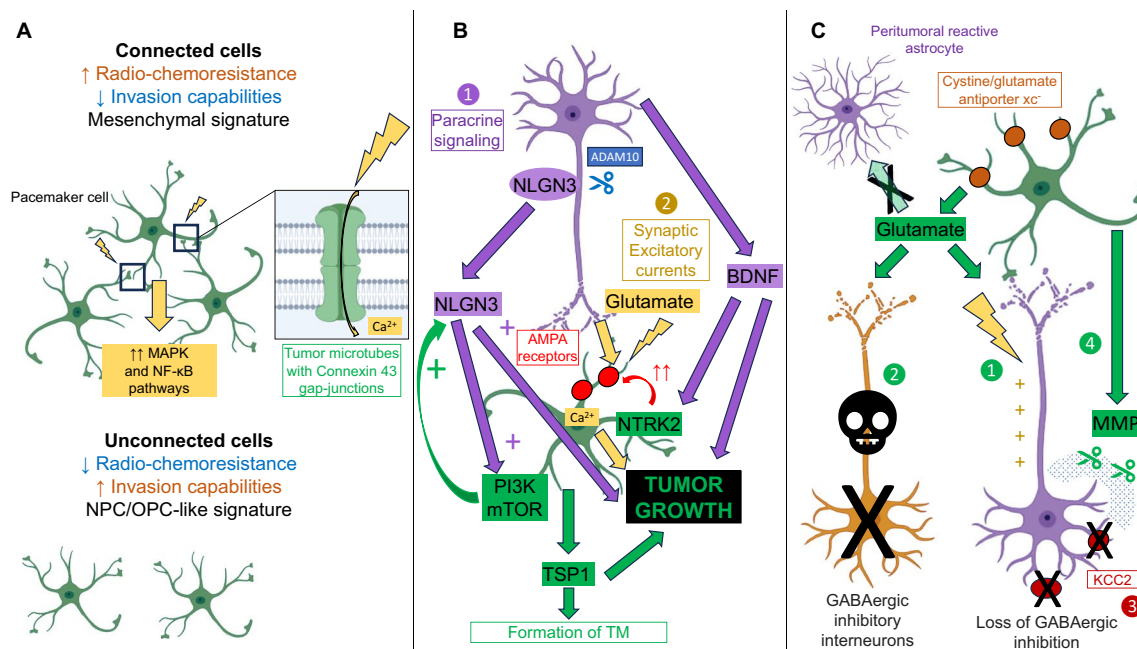 A
Connected cells
↑ Radio-chemoresistance
↓ Invasion capabilities
Mesenchymal signature
Pacemaker cell
Ca²⁺
↑↑ MAPK
and NF-κB
pathways
Tumor microtubes
with Connexin 43
gap-junctions
Unconnected cells
↓ Radio-chemoresistance
↑ Invasion capabilities
NPC/OPC-like signature
B
1
Paracrine
signaling
ADAM10
NLGN3
2
Synaptic
Excitatory
currents
BDNF
NLGN3
Glutamate
+
AMPA
receptors
↑↑
+
Ca²⁺
NTRK2
+
PI3K
mTOR
TUMOR
GROWTH
TSP1
Formation of TM
C
Peritumoral reactive
astrocyte
Cystine/glutamate
antiporter xc⁻
Glutamate
4
2
1
+
+
+
+
MMP
KCC2
3
GABAergic
inhibitory
interneurons
Loss of GABAergic
inhibition